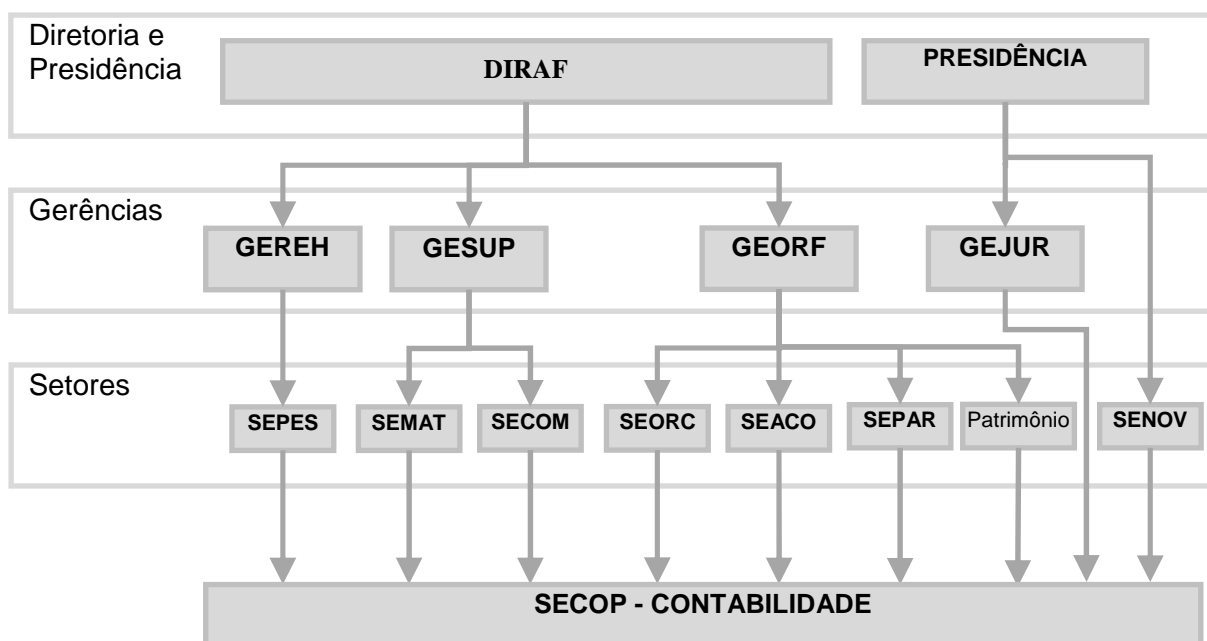 Diretoria e
Presidência
DIRAF
PRESIDÊNCIA
Gerências
GEREH
GESUP
GEORF
GEJUR
Setores
SEPES
SEMAT
SECOM
SEORC
SEACO
SEPAR
Patrimônio
SENOV
SECOP - CONTABILIDADE